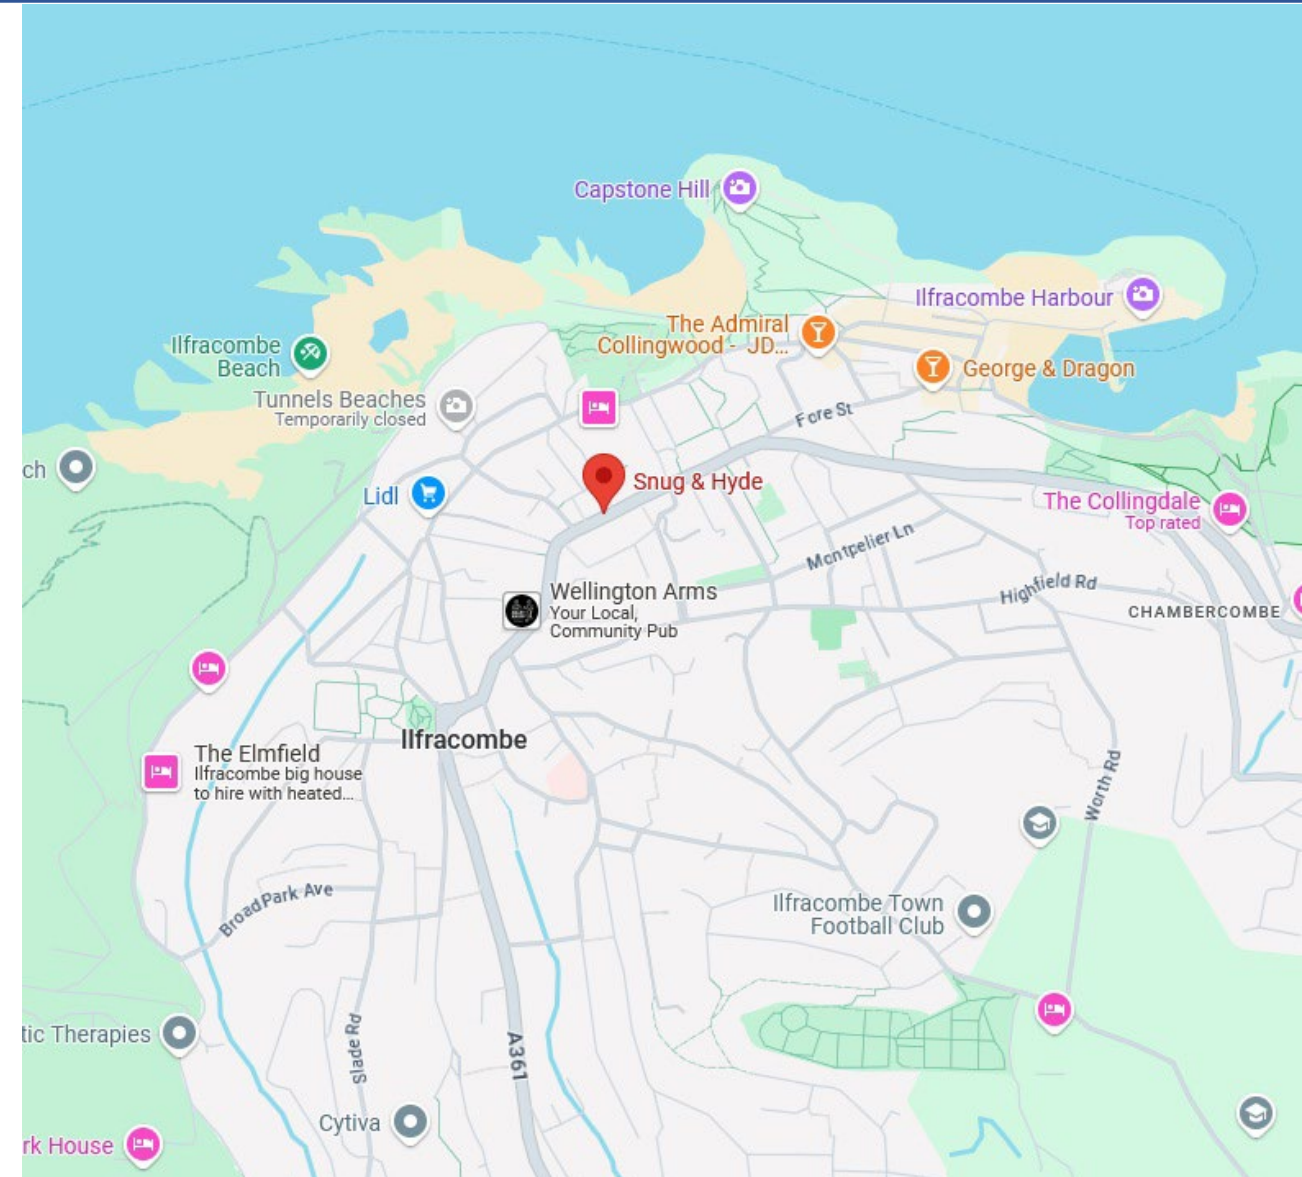 Capstone Hill
Ilfracombe Harbour
The Admiral
Collingwood - JD...
Ilfracombe
Beach
George & Dragon
Tunnels Beaches
Temporarily closed
Fore St
ch
Snug & Hyde
Lidl
The Collingdale
Top rated
Montpelier Ln
Highfield Rd
Wellington Arms
Your Local,
Community Pub
CHAMBERCOMBE
Ilfracombe
The Elmfield
Ilfracombe big house
to hire with heated...
Worth Rd
Broad Park Ave
Ilfracombe Town
Football Club
tic Therapies
Slade Rd
A361
Cytiva
rk House